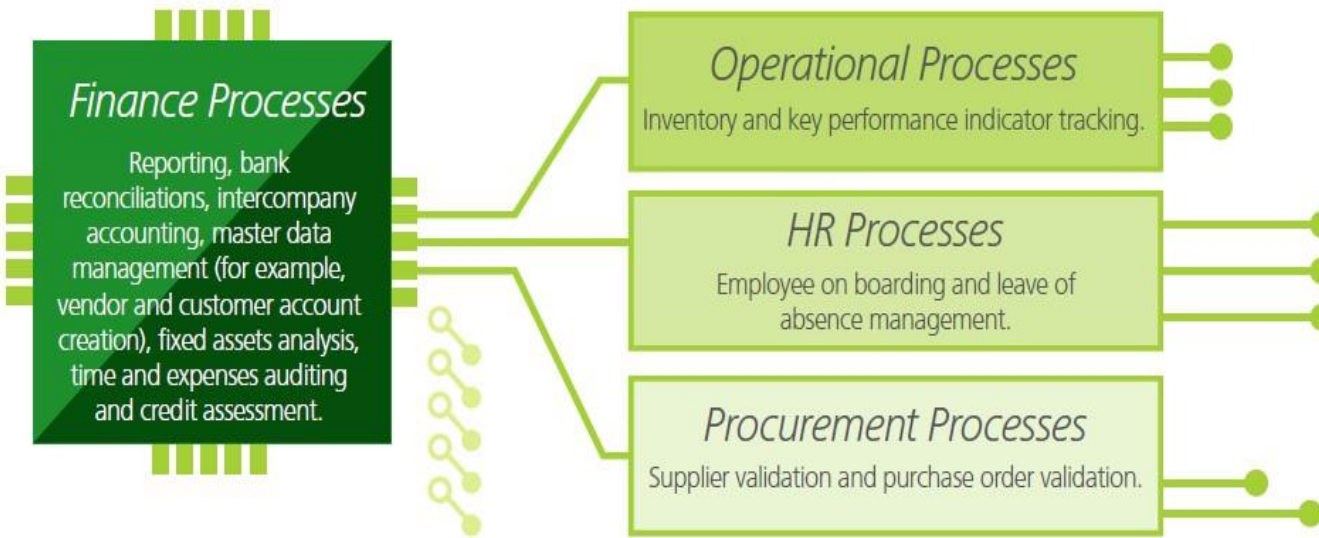 Finance Processes
Reporting, bank
reconciliations, intercompany
accounting, master data
management (for example,
vendor and customer account
creation), fixed assets analysis,
time and expenses auditing
and credit assessment.
Operational Processes
Inventory and key performance indicator tracking.
HR Processes
Employee on boarding and leave of
absence management.
Procurement Processes
Supplier validation and purchase order validation.